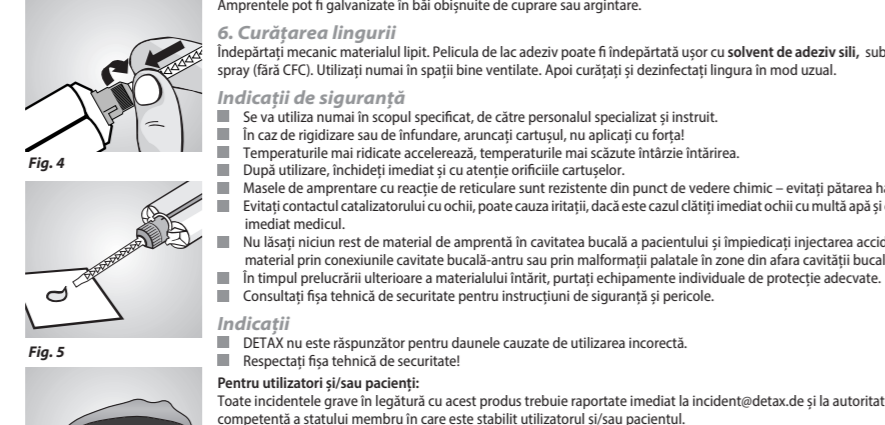 Amprentele pot fi galvanizate în băi obișnuite de cuprare sau argintare.
6. Curățarea lingurii
Îndepărtați mecanic materialul lipit. Pelicula de lac adeziv poate fi îndepărtată ușor cu solvent de adeziv sili, sub
spray (fără CFC). Utilizați numai în spații bine ventilate. Apoi curățați și dezinfectați lingura în mod uzual.
Indicații de siguranță
Se va utiliza numai în scopul specificat, de către personalul specializat și instruit.
În caz de rigidizare sau de înfundare, aruncați cartușul, nu aplicați cu forța!
Temperaturile mai ridicate accelerează, temperaturile mai scăzute întârzie întărirea.
După utilizare, închideți imediat și cu atenție orificiile cartușelor.
Masele de amprentare cu reacție de reticulare sunt rezistente din punct de vedere chimic – evitați pătarea
Evitați contactul catalizatorului cu ochii, poate cauza iritații, dacă este cazul clătiți imediat ochii cu multă apă și
imediat medicul.
Nu lăsați niciun rest de material de amprentă în cavitatea bucală a pacientului și împiedicați injectarea
material prin conexiunile cavitate bucală-antru sau prin malformații palatale în zone din afara cavității
În timpul prelucrării ulterioare a materialului întărit, purtați echipamente individuale de protecție adecvate.
Consultați fișa tehnică de securitate pentru instrucțiuni de siguranță și pericole.
Indicații
DETAX nu este răspunzător pentru daunele cauzate de utilizarea incorectă.
Respectați fișa tehnică de securitate!
Pentru utilizatori și/sau pacienți:
Toate incidentele grave în legătură cu acest produs trebuie raportate imediat la incident@detax.de și la
competentă a statului membru în care este stabilit utilizatorul și/sau pacientul.
Fig. 4
Fig. 5